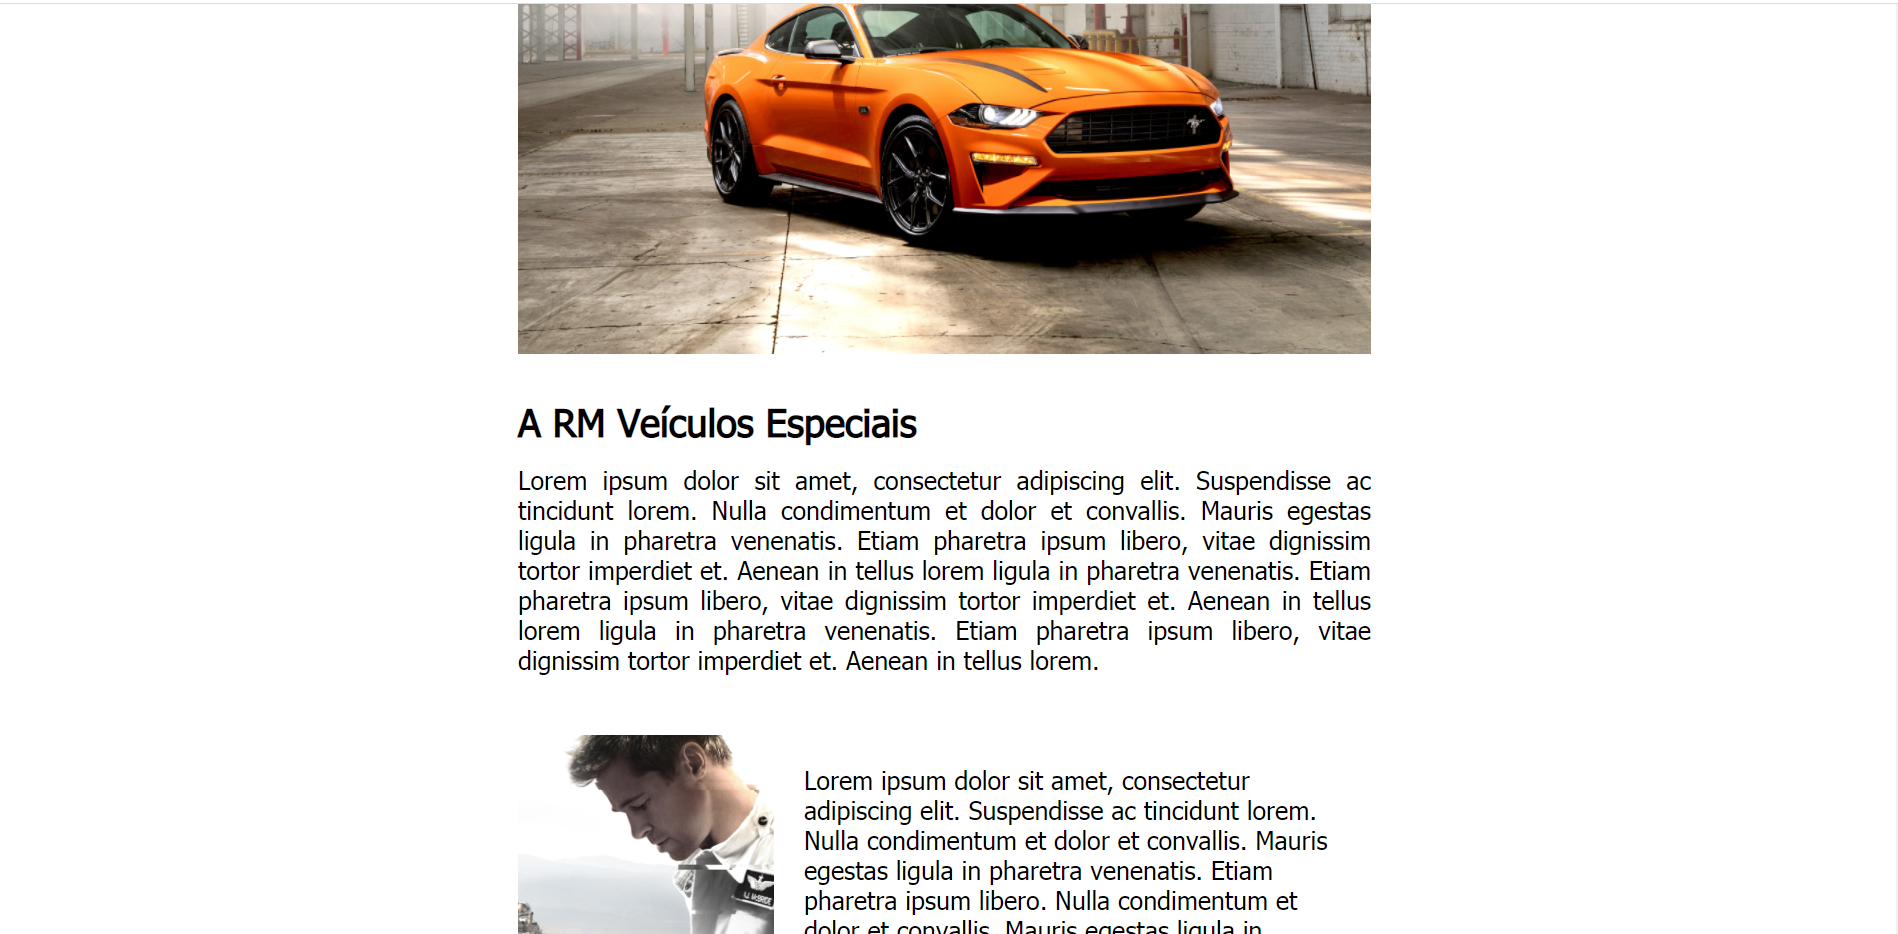 A RM Veículos Especiais
Lorem ipsum dolor sit amet, consectetur adipiscing elit. Suspendisse ac
tincidunt lorem. Nulla condimentum et dolor et convallis. Mauris egestas
ligula in pharetra venenatis. Etiam pharetra ipsum libero, vitae dignissim
tortor imperdiet et. Aenean in tellus lorem ligula in pharetra venenatis. Etiam
pharetra ipsum libero, vitae dignissim tortor imperdiet et. Aenean in tellus
lorem ligula in pharetra venenatis. Etiam pharetra ipsum libero, vitae
dignissim tortor imperdiet et. Aenean in tellus lorem.
Lorem ipsum dolor sit amet, consectetur
adipiscing elit. Suspendisse ac tincidunt lorem.
Nulla condimentum et dolor et convallis. Mauris
egestas ligula in pharetra venenatis. Etiam
pharetra ipsum libero. Nulla condimentum et
dolor et convallis. Mauris egestas ligula in